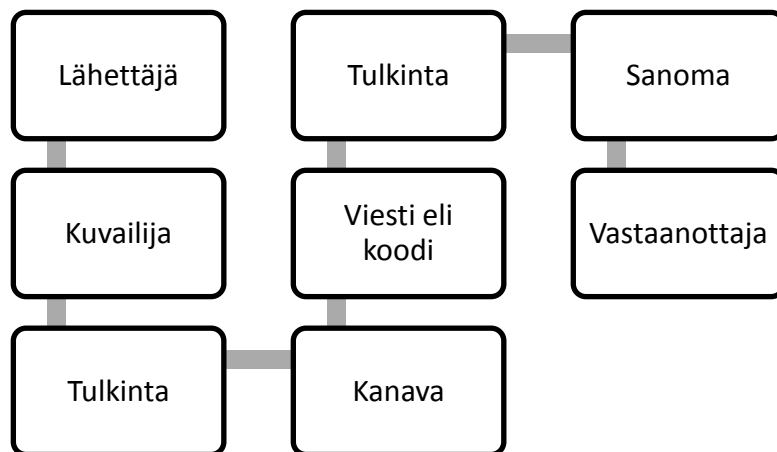 Lähettäjä
Kuvailija
Tulkinta
Kanava
Viesti eli
koodi
Tulkinta
Sanoma
Vastaanottaja